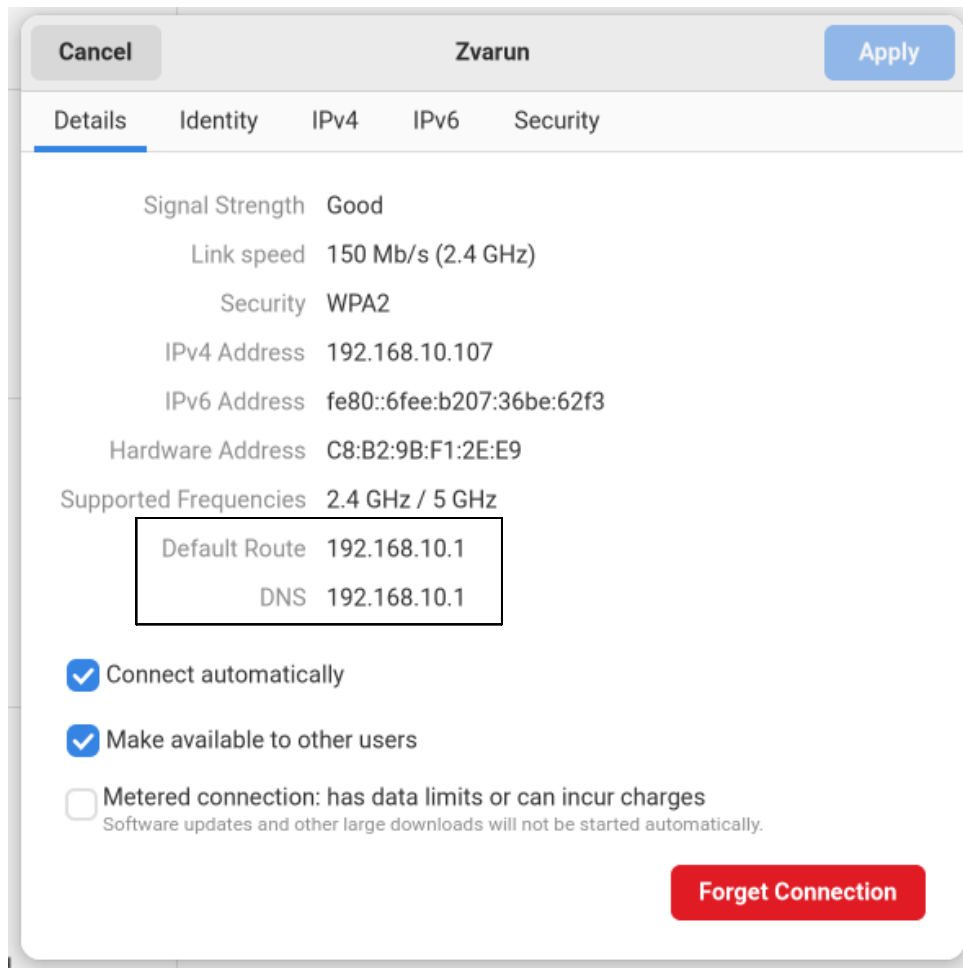 Cancel Zvarun Apply
Details Identity IPv4 IPv6 Security
Signal Strength Good
Link speed 150 Mb/s (2.4 GHz)
Security WPA2
IPv4 Address 192.168.10.107
IPv6 Address fe80::6fee:b207:36be:62f3
Hardware Address C8:B2:9B:F1:2E:E9
Supported Frequencies 2.4 GHz / 5 GHz
Default Route 192.168.10.1
DNS 192.168.10.1
Connect automatically
Make available to other users
Metered connection: has data limits or can incur charges
Software updates and other large downloads will not be started automatically.
Forget Connection